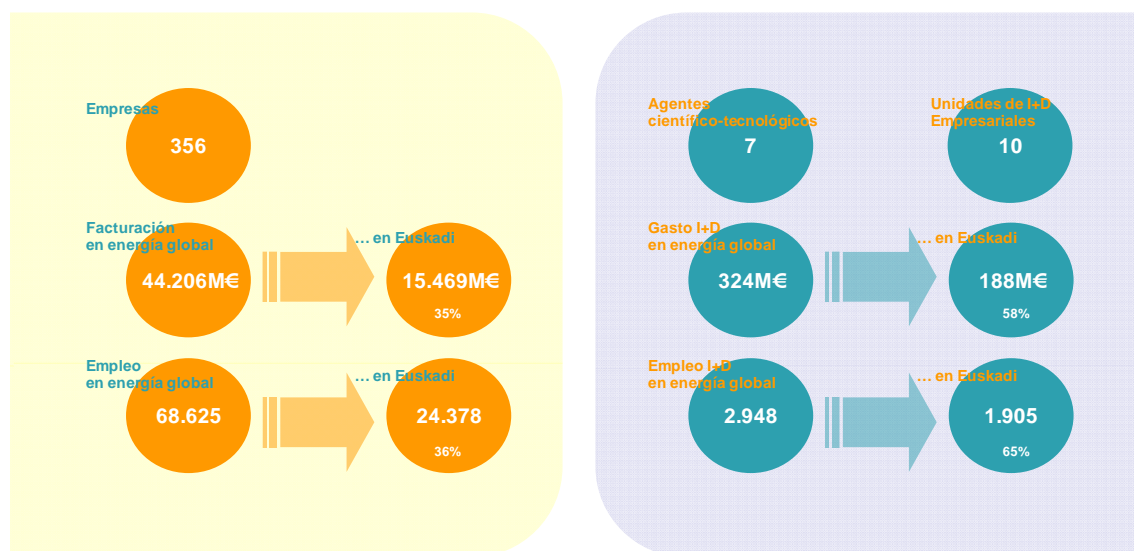 Empresas
356
Facturación
en energía global
44.206M€
… en Euskadi
15.469M€
35%
Empleo
en energía global
68.625
… en Euskadi
24.378
36%
Agentes
científico-tecnológicos
7
Unidades de I+D
Empresariales
10
Gasto I+D
en energía global
324M€
… en Euskadi
188M€
58%
Empleo I+D
en energía global
2.948
… en Euskadi
1.905
65%